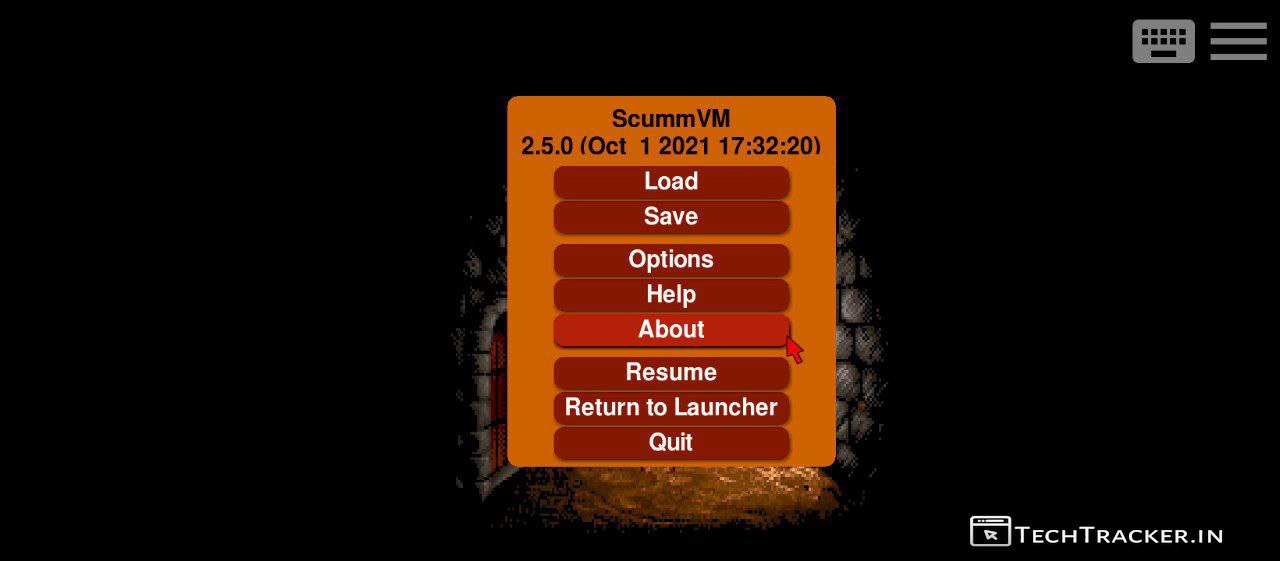 ScummVM
2.5.0 (Oct  1 2021 17:32:20)
Load
Save
Options
Help
About
Resume
Return to Launcher
Quit
TECHTRACKER.IN